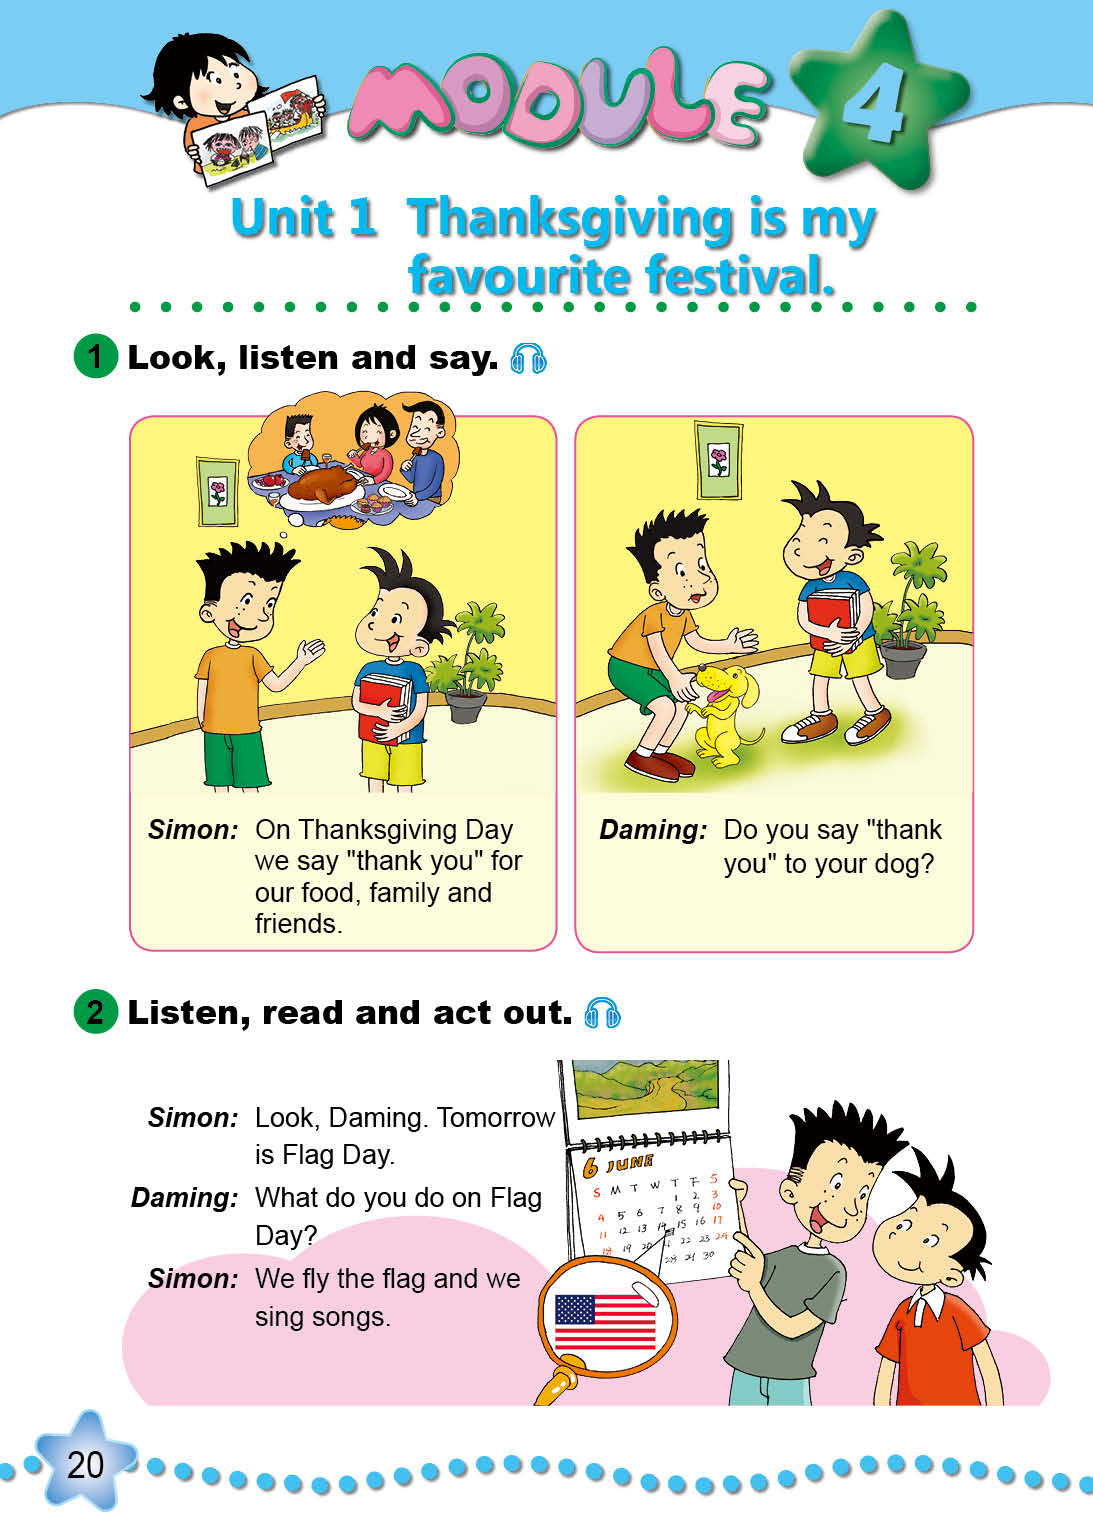 MODULE 4
Unit 1 Thanksgiving is my
favourite festival.
1 Look, listen and say.
Simon: On Thanksgiving Day
we say "thank you" for
our food, family and
friends.
Daming: Do you say "thank
you" to your dog?
2 Listen, read and act out.
Simon: Look, Daming. Tomorrow
is Flag Day.
Daming: What do you do on Flag
Day?
Simon: We fly the flag and we
sing songs.
6 JUNE
S M T W T F S
1 2 3
4 5 6 7 8 9 10
11 12 13 14 15 16 17
18 19 20 22 23 24
28 29 30
20